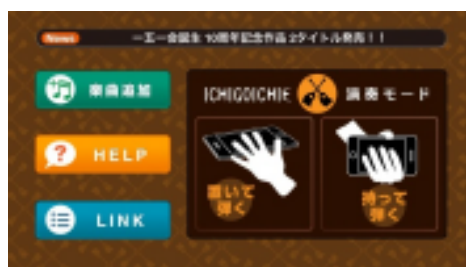 News 一五一会誕生 10周年記念作品 2タイトル発売！！
楽曲追加
HELP
LINK
ICHIGOICHIE 演奏モード
置いて
弾く
持って
弾く